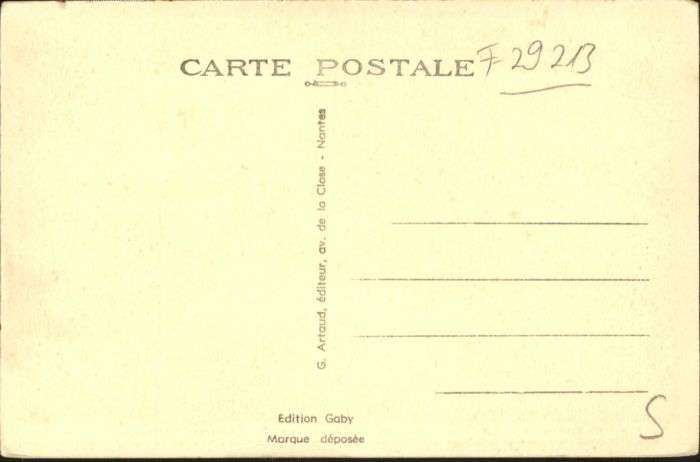 CARTE POSTALE F 29213
G. Artaud, éditeur, av. de la Close - Nantes
Edition Gaby
Marque déposée
S